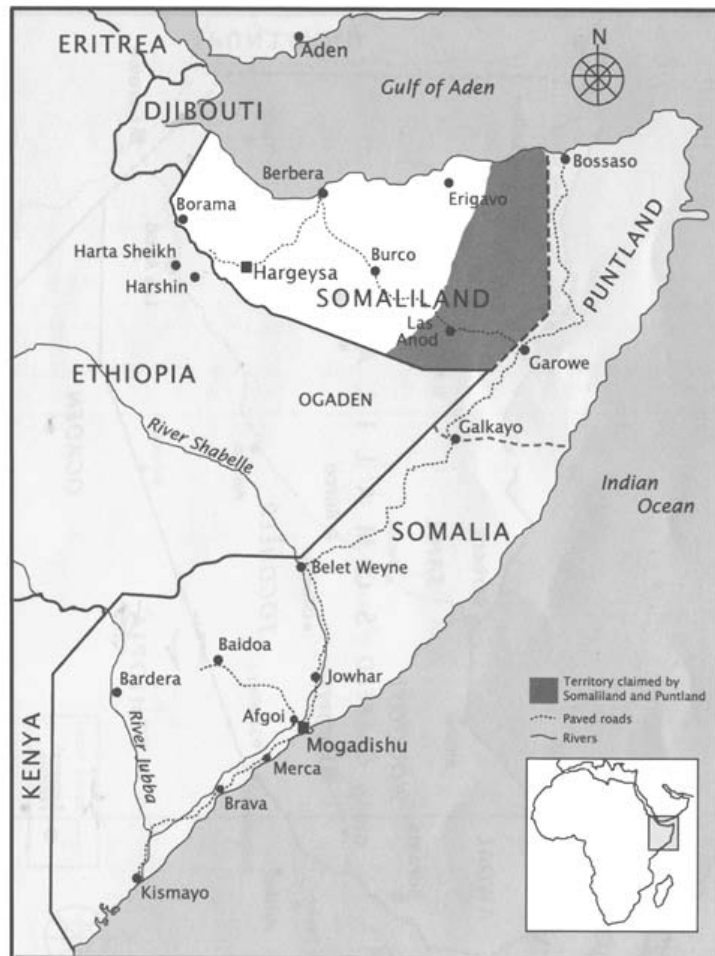 ERITREA
Aden
N
Gulf of Aden
DJIBOUTI
Berbera
Bossaso
Borama
Erigavo
PUNTLAND
Harta Sheikh
Hargeysa
Burco
Harshin
SOMALILAND
Las
Anod
Garowe
ETHIOPIA
OGADEN
Galkayo
River Shabelle
Indian
Ocean
SOMALIA
Belet Weyne
Baidoa
Jowhar
Bardera
Territory claimed by
Somaliland and Puntland
Afgoi
Paved roads
Mogadishu
Rivers
KENYA
River Jubba
Merca
Brava
Kismayo